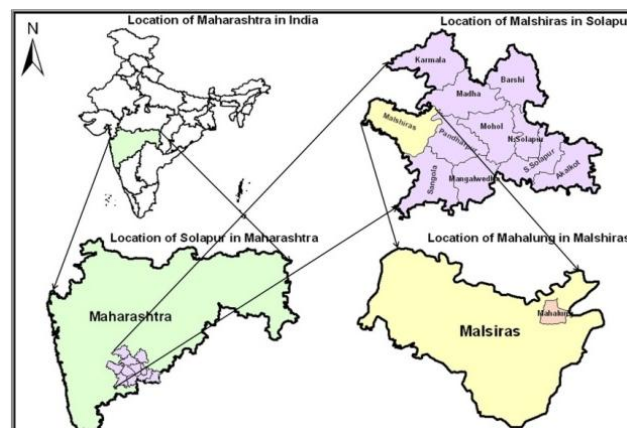 Location of Maharashtra in India
N
Location of Malshiras in Solapu
Karmala
Barshi
Madha
Malshiras
Mohol
Pandharpur
N.Solapur
S.Solapur
Akalkot
Sangola
Mangalwedha
Location of Solapur in Maharashtra
Maharashtra
Location of Mahalung in Malshiras
Mahalung
Malsiras